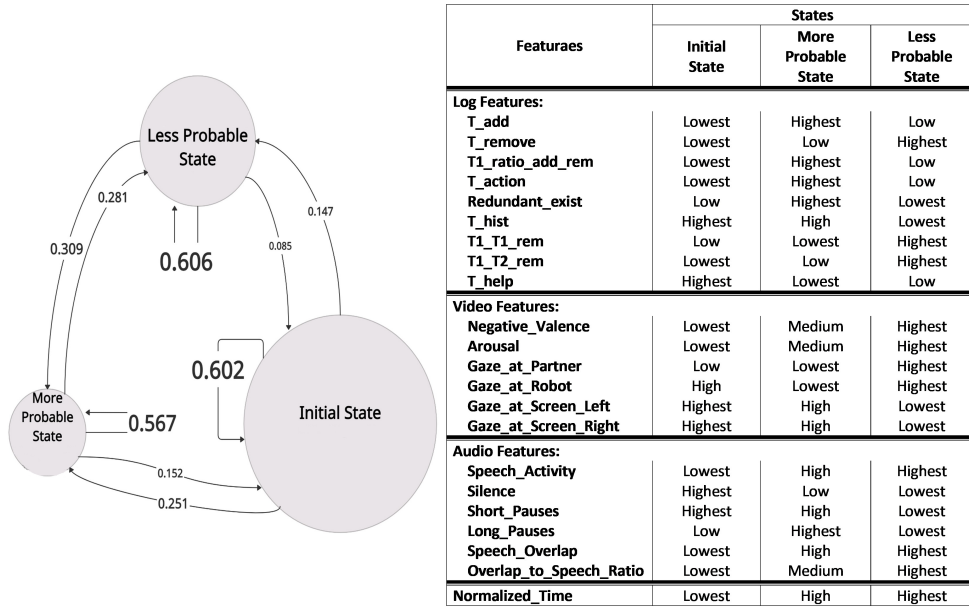 Less Probable
State
0.281
0.147
0.309
0.606
0.085
0.602
More
Probable
State
0.567
Initial State
0.152
0.251
Featuraes
States
Initial
State
More
Probable
State
Less
Probable
State
Log Features:
T_add Lowest Highest Low
T_remove Lowest Low Highest
T1_ratio_add_rem Lowest Highest Low
T_action Lowest Highest Low
Redundant_exist Low Highest Lowest
T_hist Highest High Lowest
T1_T1_rem Low Lowest Highest
T1_T2_rem Lowest Low Highest
T_help Highest Lowest Low
Video Features:
Negative_Valence Lowest Medium Highest
Arousal Lowest Medium Highest
Gaze_at_Partner Low Lowest Highest
Gaze_at_Robot High Lowest Highest
Gaze_at_Screen_Left Highest High Lowest
Gaze_at_Screen_Right Highest High Lowest
Audio Features:
Speech_Activity Lowest High Highest
Silence Highest Low Lowest
Short_Pauses Highest High Lowest
Long_Pauses Low Highest Lowest
Speech_Overlap Lowest High Highest
Overlap_to_Speech_Ratio Lowest Medium Highest
Normalized_Time Lowest High Highest